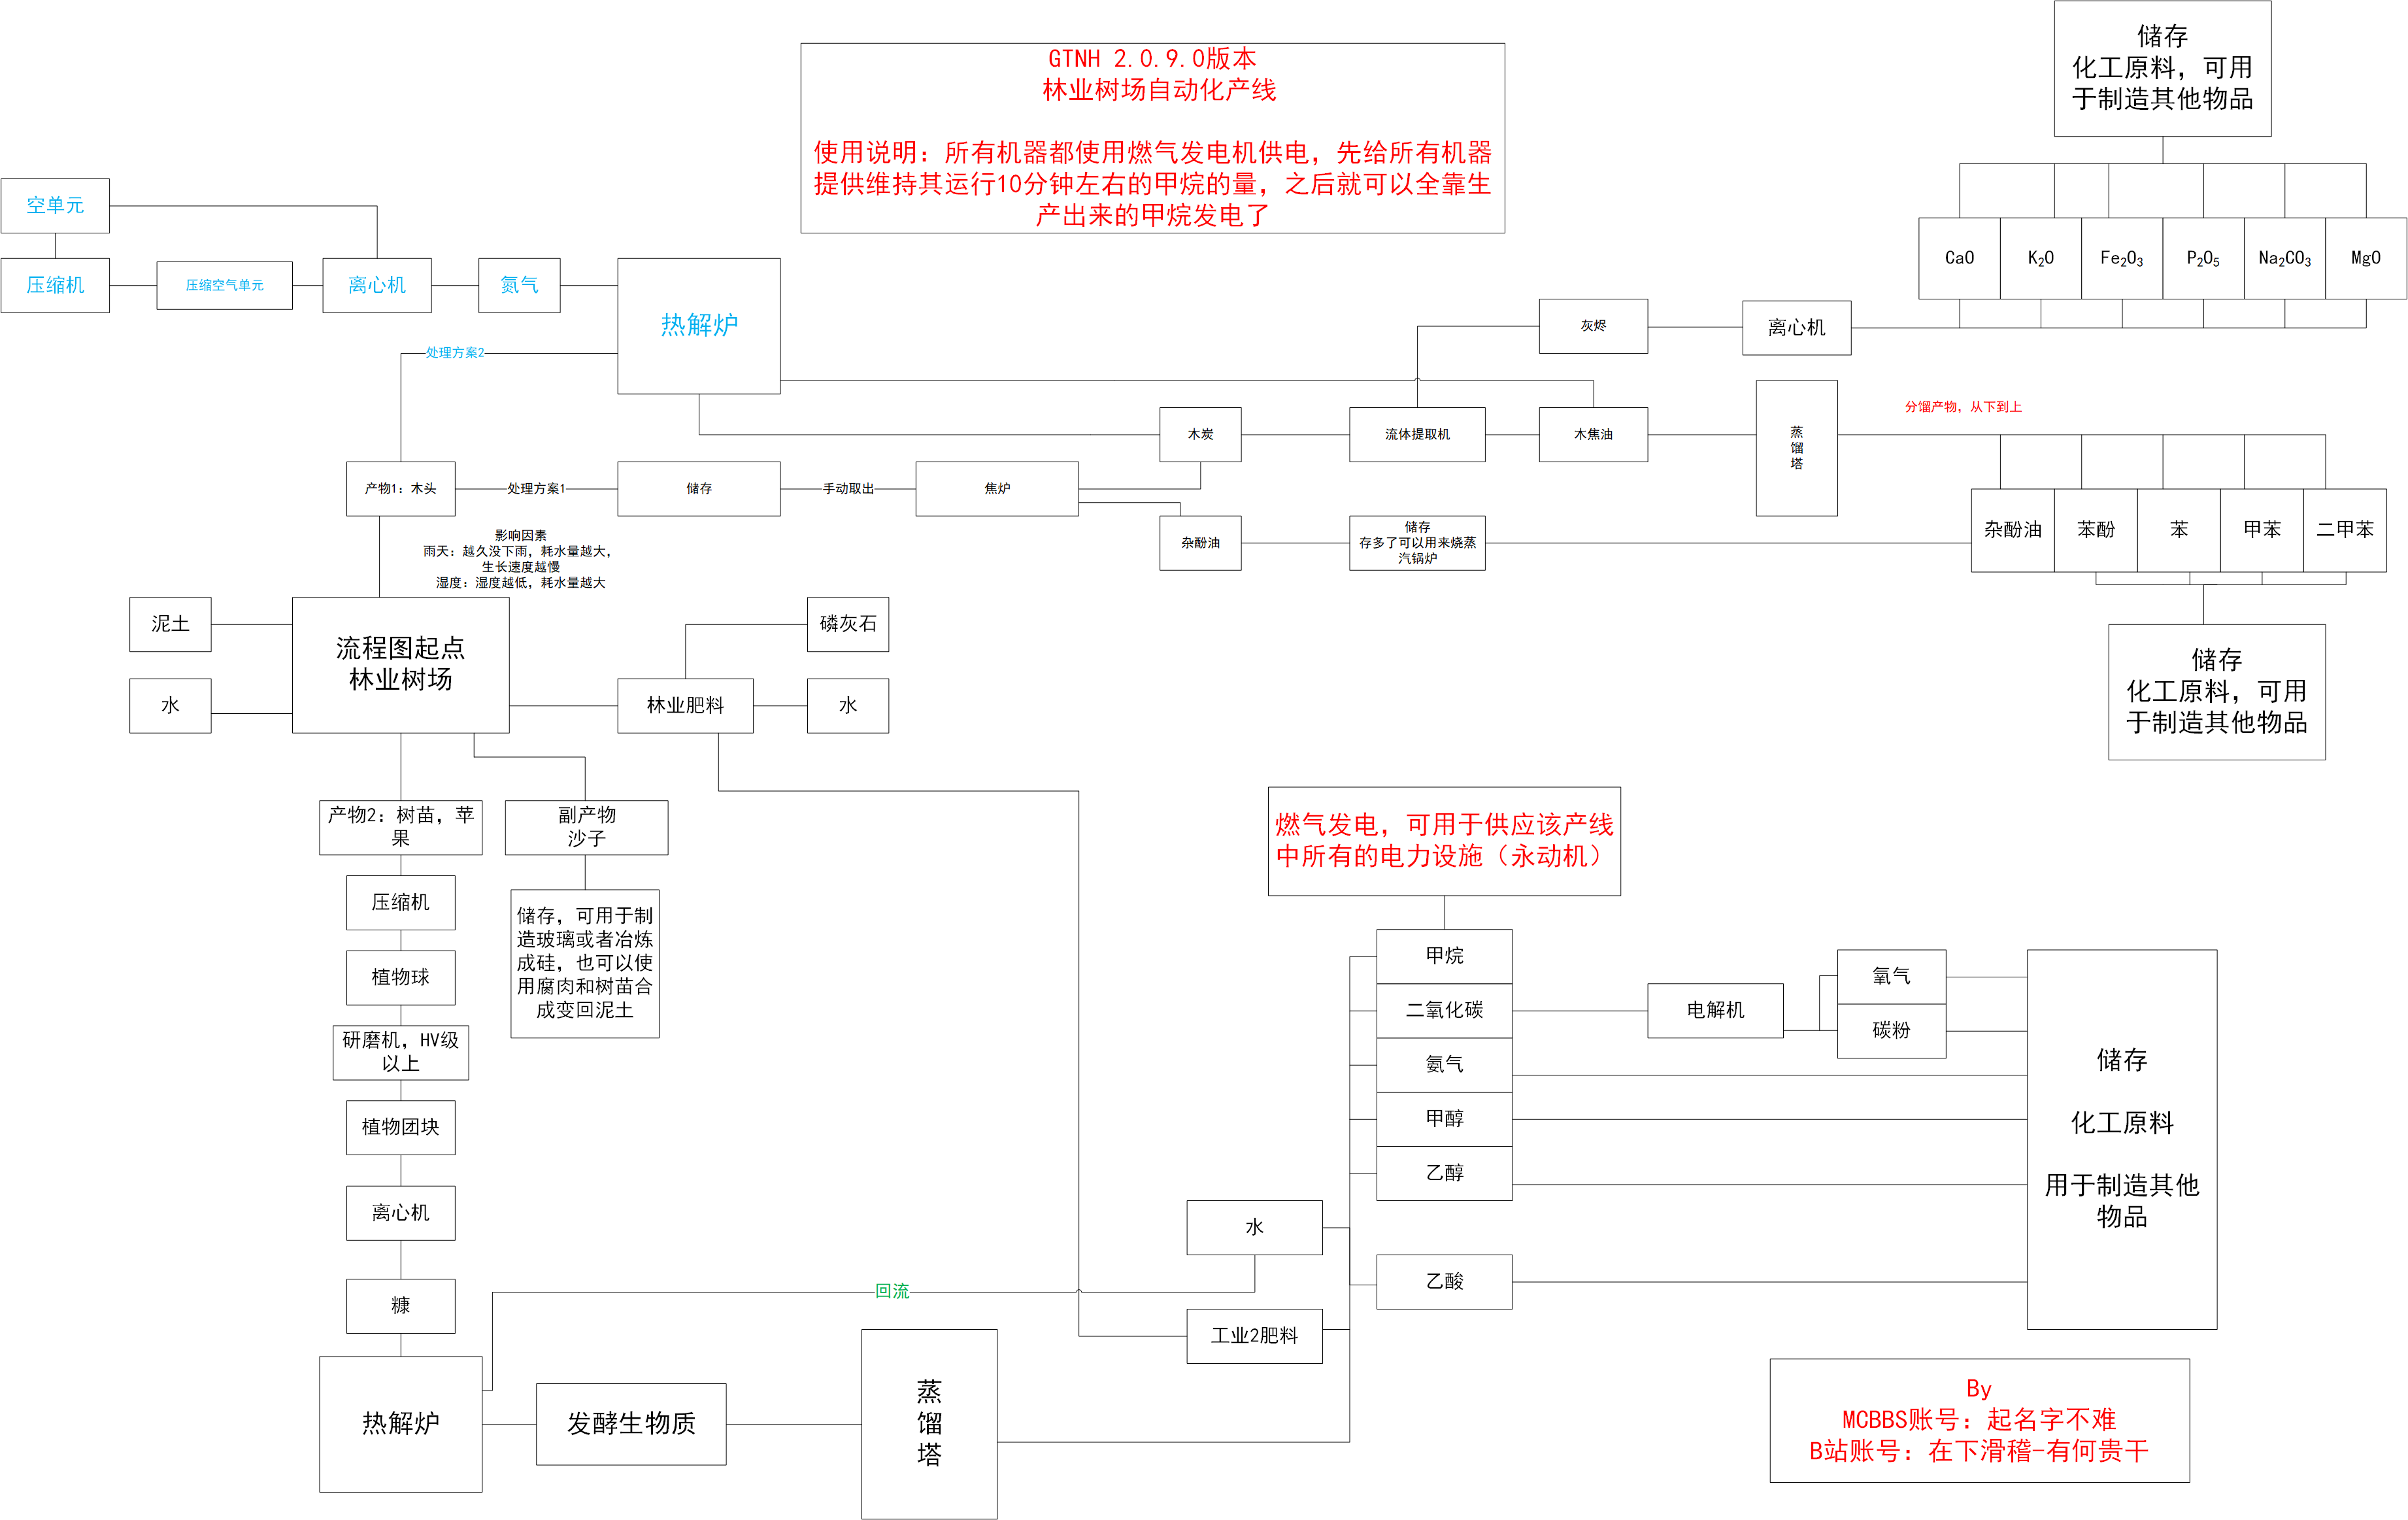 GTNH 2.0.9.0版本
林业树场自动化产线
使用说明：所有机器都使用燃气发电机供电，先给所有机器
提供维持其运行10分钟左右的甲烷的量，之后就可以全靠生
产出来的甲烷发电了
储存
化工原料，可用
于制造其他物品
空单元
压缩机
压缩空气单元
离心机
氮气
热解炉
处理方案2
CaO
K₂O
Fe₂O₃
P₂O₅
Na₂CO₃
MgO
灰烬
离心机
木炭
流体提取机
木焦油
蒸
馏
塔
分馏产物，从下到上
产物1：木头
处理方案1
储存
手动取出
焦炉
杂酚油
储存
存多了可以用来烧蒸
汽锅炉
杂酚油
苯酚
苯
甲苯
二甲苯
储存
化工原料，可用
于制造其他物品
影响因素
雨天：越久没下雨，耗水量越大，
生长速度越慢
湿度：湿度越低，耗水量越大
泥土
水
流程图起点
林业树场
磷灰石
林业肥料
水
产物2：树苗，苹
果
副产物
沙子
压缩机
植物球
研磨机，HV级
以上
植物团块
离心机
糠
热解炉
储存，可用于制
造玻璃或者冶炼
成硅，也可以使
用腐肉和树苗合
成变回泥土
发酵生物质
蒸
馏
塔
回流
水
工业2肥料
燃气发电，可用于供应该产线
中所有的电力设施（永动机）
甲烷
二氧化碳
氨气
甲醇
乙醇
乙酸
电解机
氧气
碳粉
储存
化工原料
用于制造其他
物品
By
MCBBS账号：起名字不难
B站账号：在下滑稽-有何贵干